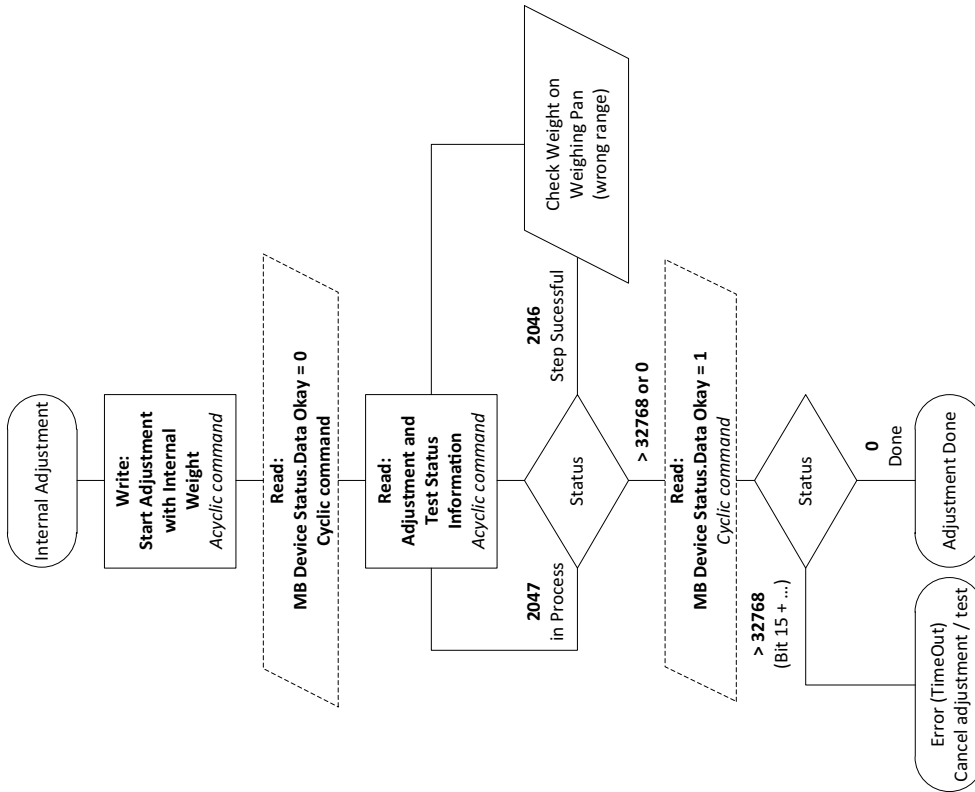 Internal Adjustment
Write:
Start Adjustment
with Internal
Weight
Acyclic command
Read:
MB Device Status.Data Okay = 0
Cyclic command
Read:
Adjustment and
Test Status
Information
Acyclic command
2047
in Process
Status
2046
Step Sucessful
Check Weight on
Weighing Pan
(wrong range)
> 32768 or 0
Read:
MB Device Status.Data Okay = 1
Cyclic command
> 32768
(Bit 15 + ...)
Status
0
Done
Error (TimeOut)
Cancel adjustment / test
Adjustment Done